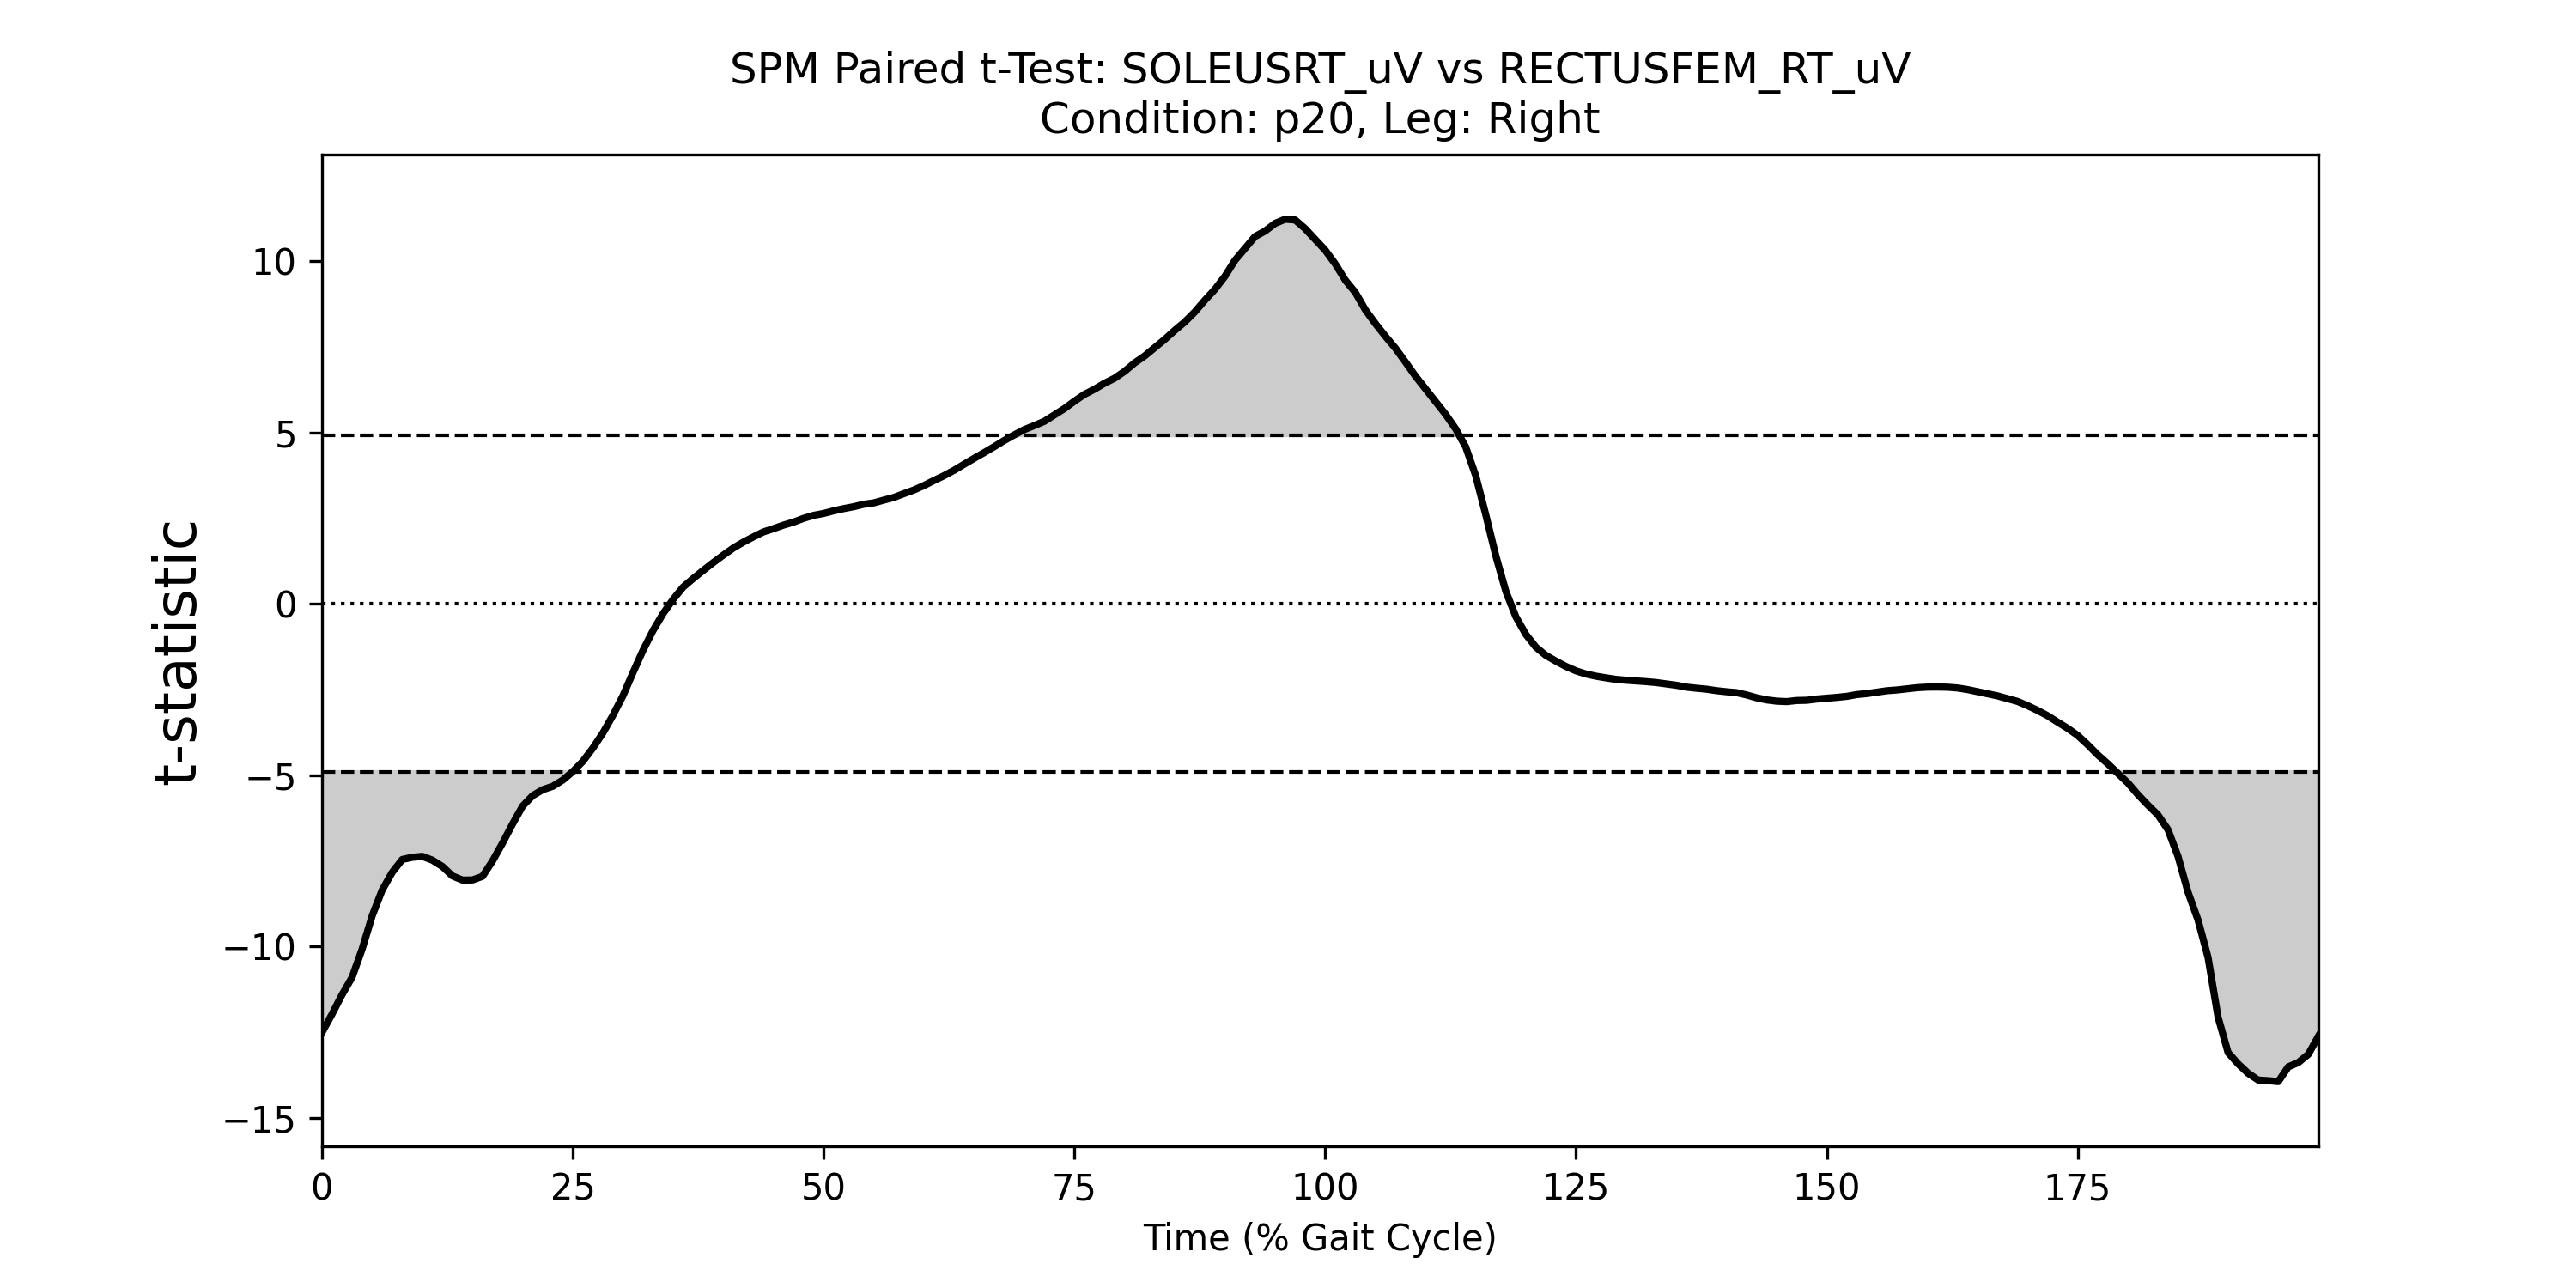 SPM Paired t-Test: SOLEUSRT_uV vs RECTUSFEM_RT_uV
Condition: p20, Leg: Right
t-statistic
10
5
0
−5
−10
−15
0 25 50 75 100 125 150 175
Time (% Gait Cycle)